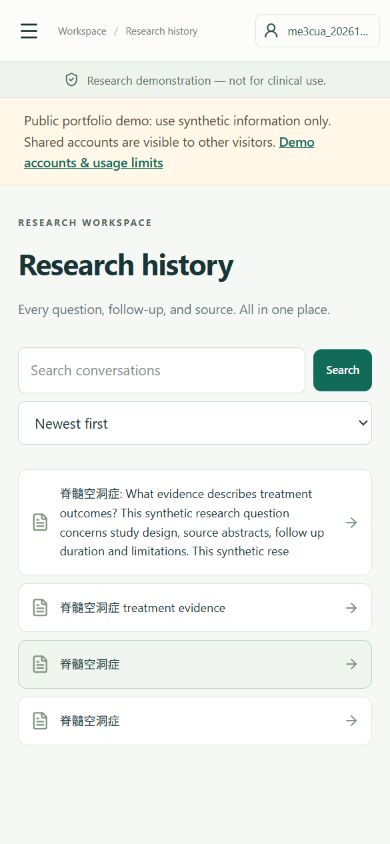 Workspace / Research history
me3cua_20261...
Research demonstration — not for clinical use.
Public portfolio demo: use synthetic information only.
Shared accounts are visible to other visitors. Demo
accounts & usage limits
RESEARCH WORKSPACE
Research history
Every question, follow-up, and source. All in one place.
Search conversations
Search
Newest first
脊髓空洞症: What evidence describes treatment
outcomes? This synthetic research question
concerns study design, source abstracts, follow up
duration and limitations. This synthetic rese
脊髓空洞症 treatment evidence
脊髓空洞症
脊髓空洞症